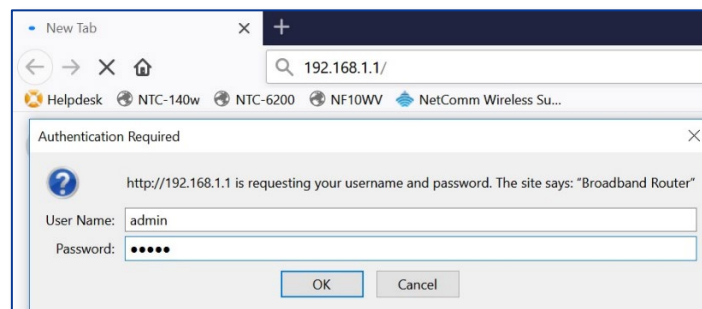 New Tab
192.168.1.1/
Helpdesk NTC-140w NTC-6200 NF10WV NetComm Wireless Su...
Authentication Required
http://192.168.1.1 is requesting your username and password. The site says: “Broadband Router”
User Name: admin
Password: •••••
OK Cancel